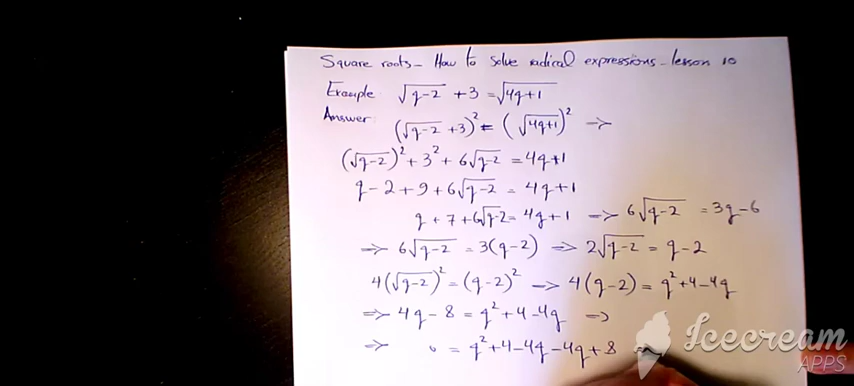 Square roots - How to solve radical expressions - lesson 10
Example: √(q-2) + 3 = √(4q+1)
Answer: (√(q-2) + 3)² = (√(4q+1))² ⇒
(√(q-2))² + 3² + 6√(q-2) = 4q+1
q - 2 + 9 + 6√(q-2) = 4q+1
q + 7 + 6√(q-2) = 4q+1 ⇒ 6√(q-2) = 3q-6
⇒ 6√(q-2) = 3(q-2) ⇒ 2√(q-2) = q-2
4(√(q-2))² = (q-2)² ⇒ 4(q-2) = q²+4-4q
⇒ 4q - 8 = q²+4-4q ⇒
⇒ 0 = q²+4-4q-4q+8
Icecream
APPS